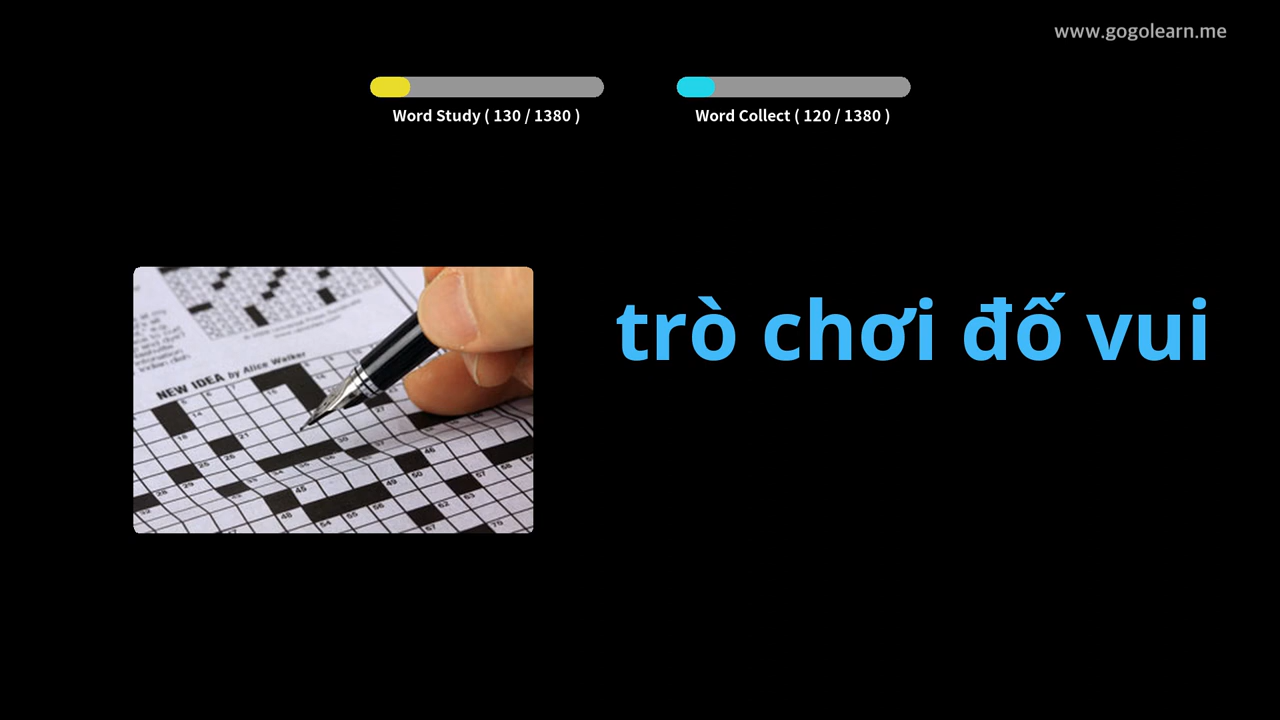 www.gogolearn.me
Word Study ( 130 / 1380 )
Word Collect ( 120 / 1380 )
trò chơi đố vui
NEW IDEA by Alice Walker